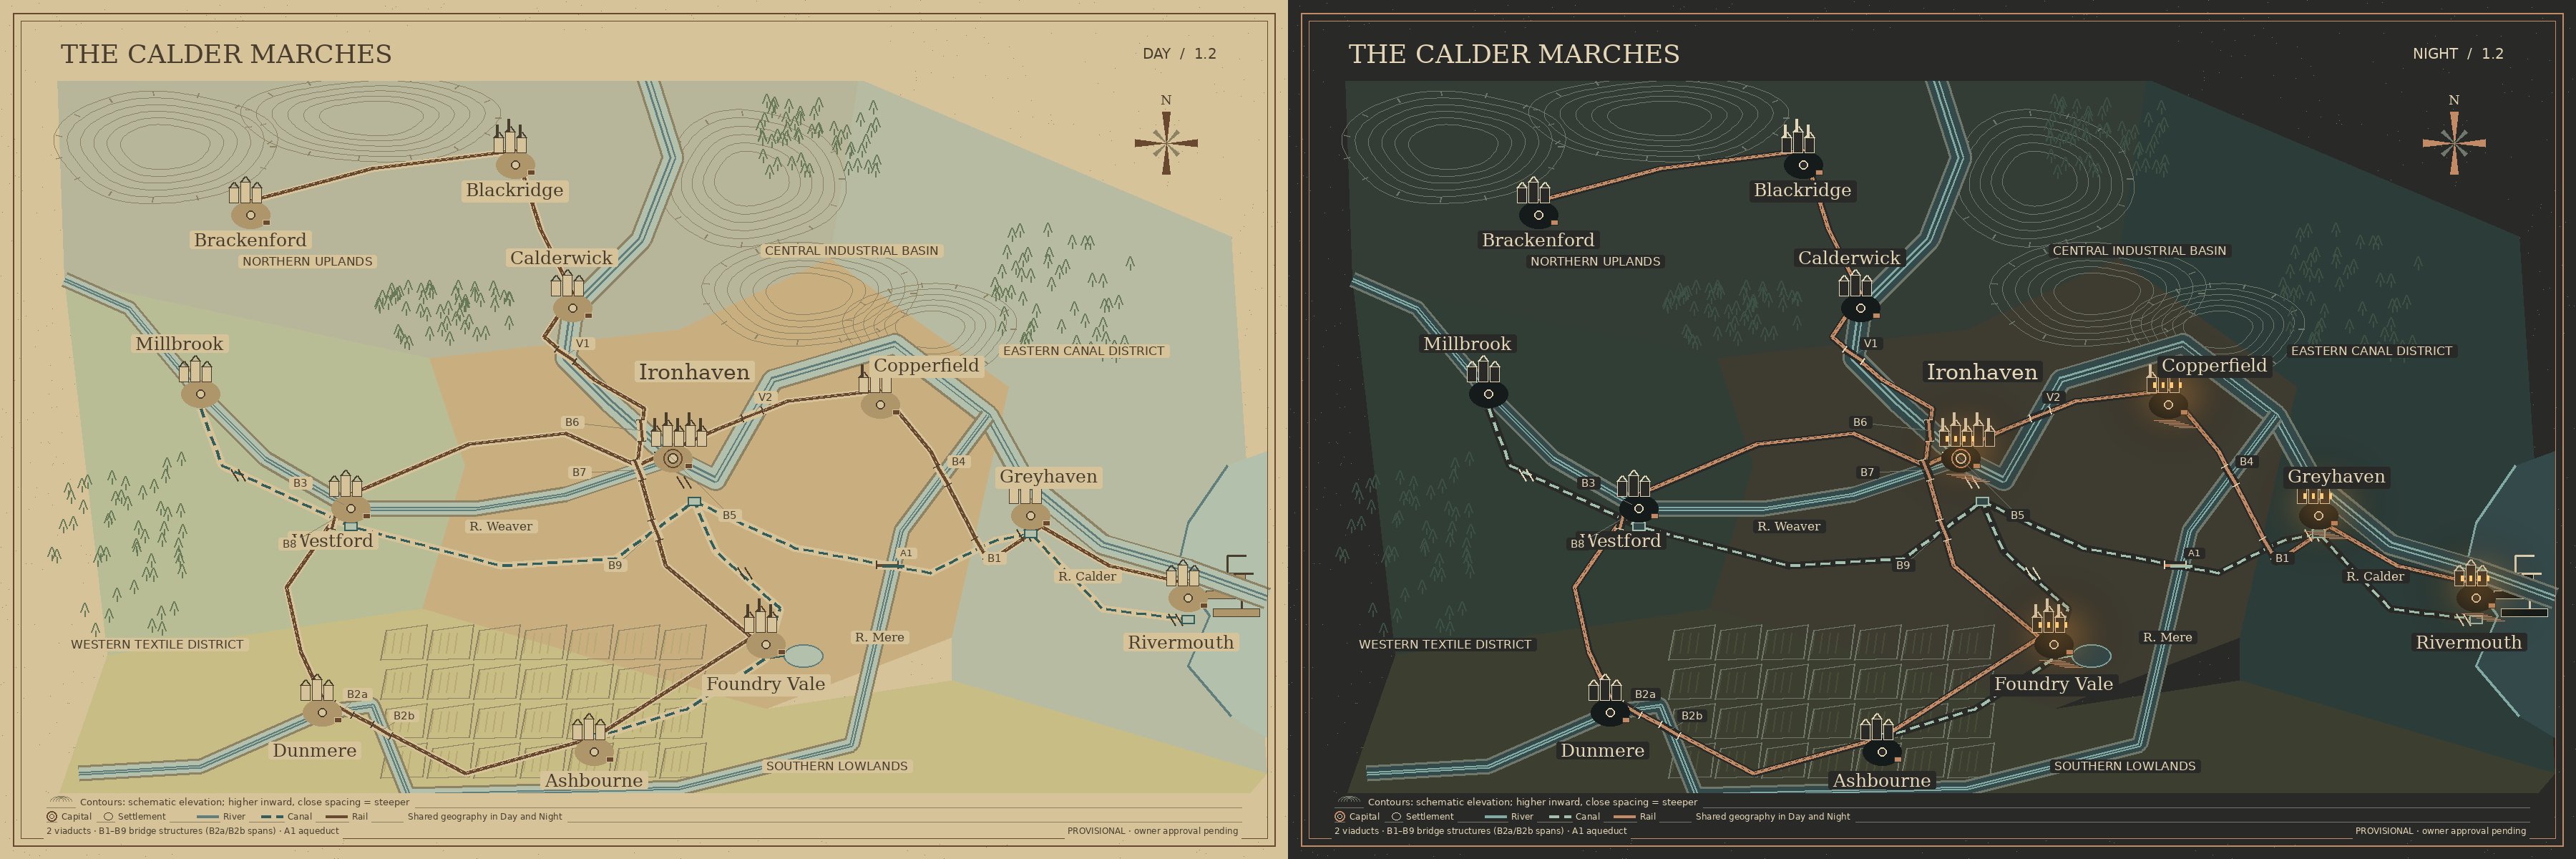 THE CALDER MARCHES
DAY / 1.2
N
Blackridge
Brackenford
NORTHERN UPLANDS
Calderwick
CENTRAL INDUSTRIAL BASIN
Millbrook
V1
EASTERN CANAL DISTRICT
Ironhaven
Copperfield
V2
B6
B7
B4
B3
Greyhaven
R. Weaver
B5
B8
Westford
A1
B9
B1
R. Calder
WESTERN TEXTILE DISTRICT
R. Mere
Rivermouth
Foundry Vale
B2a
B2b
Dunmere
SOUTHERN LOWLANDS
Ashbourne
Contours: schematic elevation; higher inward, close spacing = steeper
Capital Settlement River Canal Rail Shared geography in Day and Night
2 viaducts · B1–B9 bridge structures (B2a/B2b spans) · A1 aqueduct
PROVISIONAL · owner approval pending
THE CALDER MARCHES
NIGHT / 1.2
N
Blackridge
Brackenford
NORTHERN UPLANDS
Calderwick
CENTRAL INDUSTRIAL BASIN
Millbrook
V1
EASTERN CANAL DISTRICT
Ironhaven
Copperfield
V2
B6
B7
B4
B3
Greyhaven
R. Weaver
B5
B8
Westford
A1
B9
B1
R. Calder
WESTERN TEXTILE DISTRICT
R. Mere
Rivermouth
Foundry Vale
B2a
B2b
Dunmere
SOUTHERN LOWLANDS
Ashbourne
Contours: schematic elevation; higher inward, close spacing = steeper
Capital Settlement River Canal Rail Shared geography in Day and Night
2 viaducts · B1–B9 bridge structures (B2a/B2b spans) · A1 aqueduct
PROVISIONAL · owner approval pending